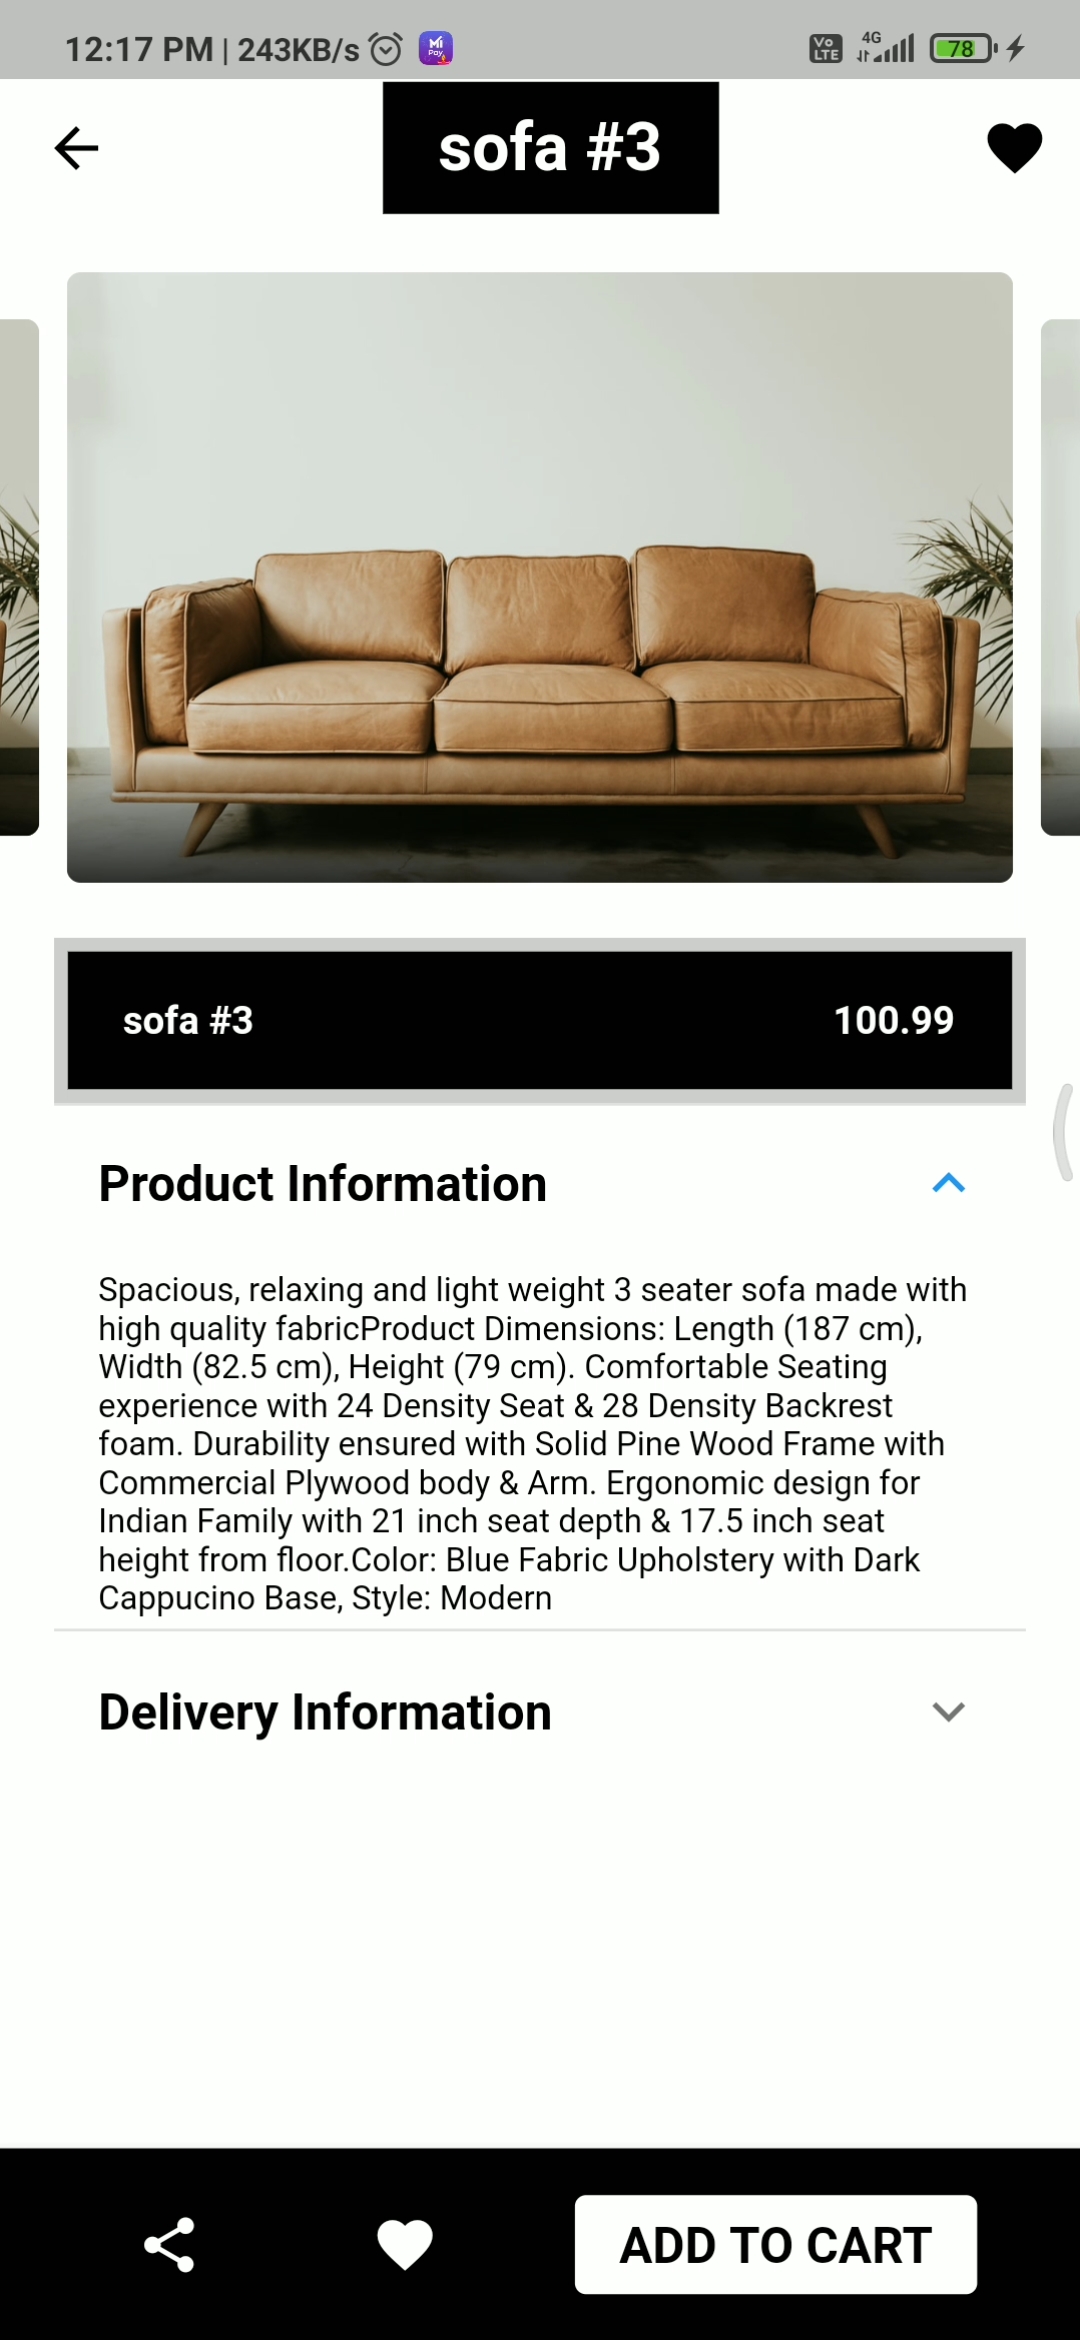 12:17 PM | 243KB/s Mi Pay Vo LTE 4G 78
sofa #3
sofa #3 100.99
Product Information
Spacious, relaxing and light weight 3 seater sofa made with
high quality fabricProduct Dimensions: Length (187 cm),
Width (82.5 cm), Height (79 cm). Comfortable Seating
experience with 24 Density Seat & 28 Density Backrest
foam. Durability ensured with Solid Pine Wood Frame with
Commercial Plywood body & Arm. Ergonomic design for
Indian Family with 21 inch seat depth & 17.5 inch seat
height from floor.Color: Blue Fabric Upholstery with Dark
Cappucino Base, Style: Modern
Delivery Information
ADD TO CART